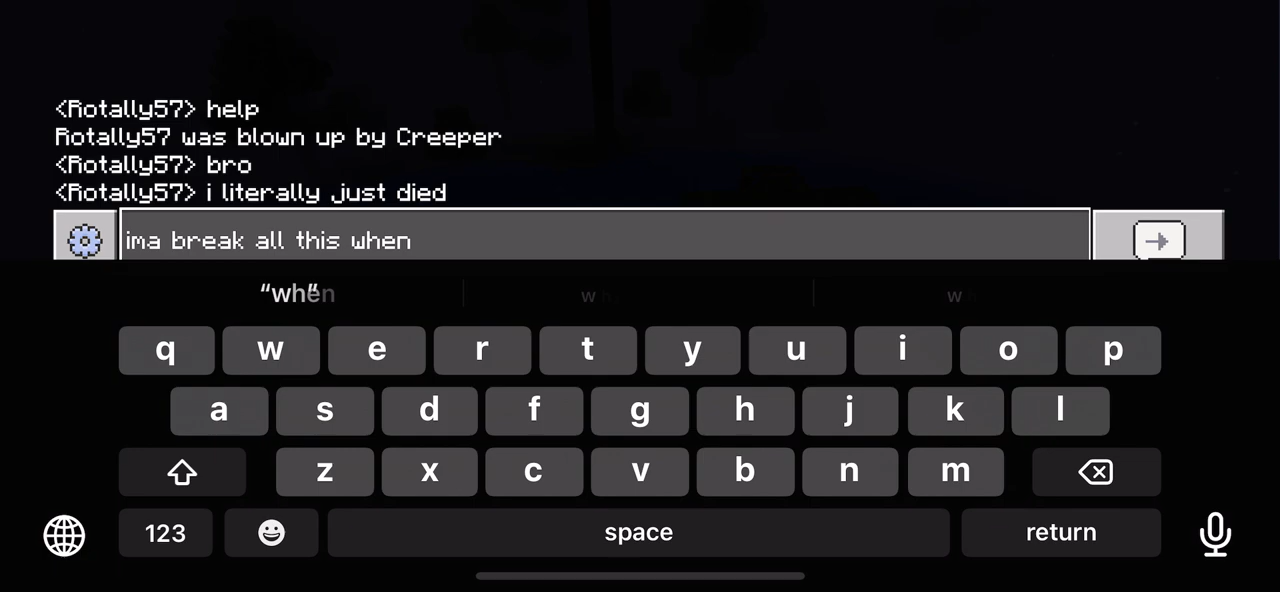 <Rotally57> help
Rotally57 was blown up by Creeper
<Rotally57> bro
<Rotally57> i literally just died
ima break all this when
q w e r t y u i o p
a s d f g h j k l
z x c v b n m
123 space return